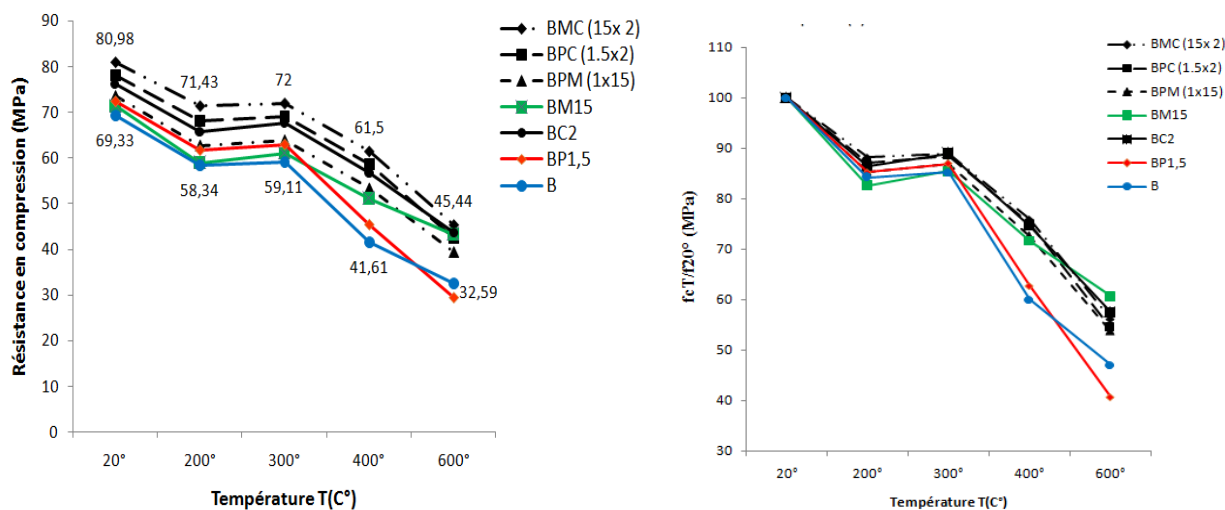 90
80
70
60
50
40
30
20
10
0
Résistance en compression (MPa)
80,98
71,43
72
61,5
45,44
69,33
58,34
59,11
41,61
32,59
20°
200°
300°
400°
600°
Température T(C°)
BMC (15x 2)
BPC (1.5x2)
BPM (1x15)
BM15
BC2
BP1,5
B
110
100
90
80
70
60
50
40
30
fcT/f20° (MPa)
20°
200°
300°
400°
600°
Température T(C°)
BMC (15x 2)
BPC (1.5x2)
BPM (1x15)
BM15
BC2
BP1,5
B